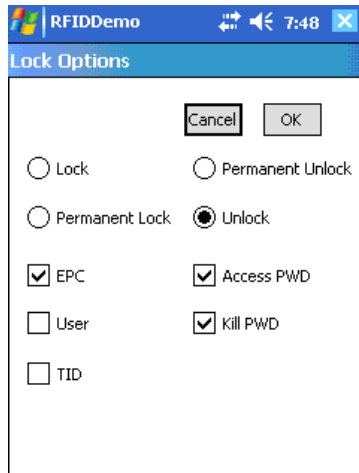 RFIDDemo 7:48
Lock Options
Cancel OK
Lock Permanent Unlock
Permanent Lock Unlock
EPC Access PWD
User Kill PWD
TID